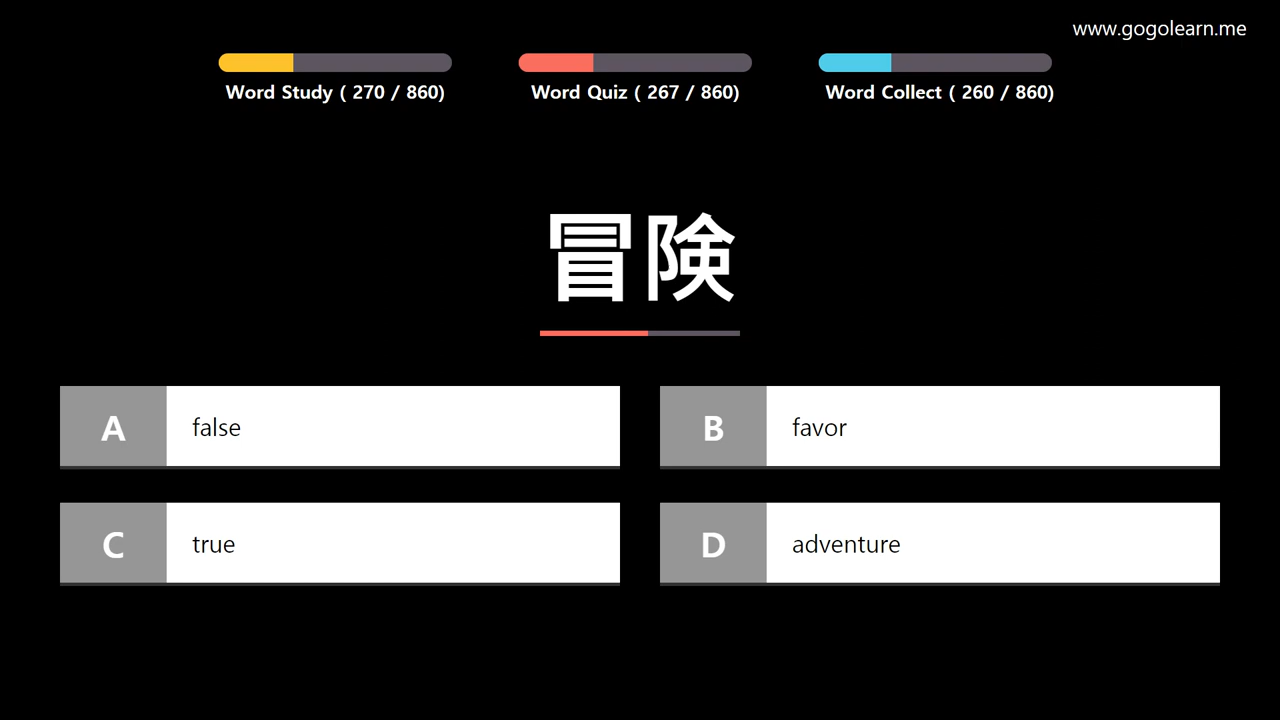 www.gogolearn.me
Word Study ( 270 / 860)
Word Quiz ( 267 / 860)
Word Collect ( 260 / 860)
冒険
A false
B favor
C true
D adventure